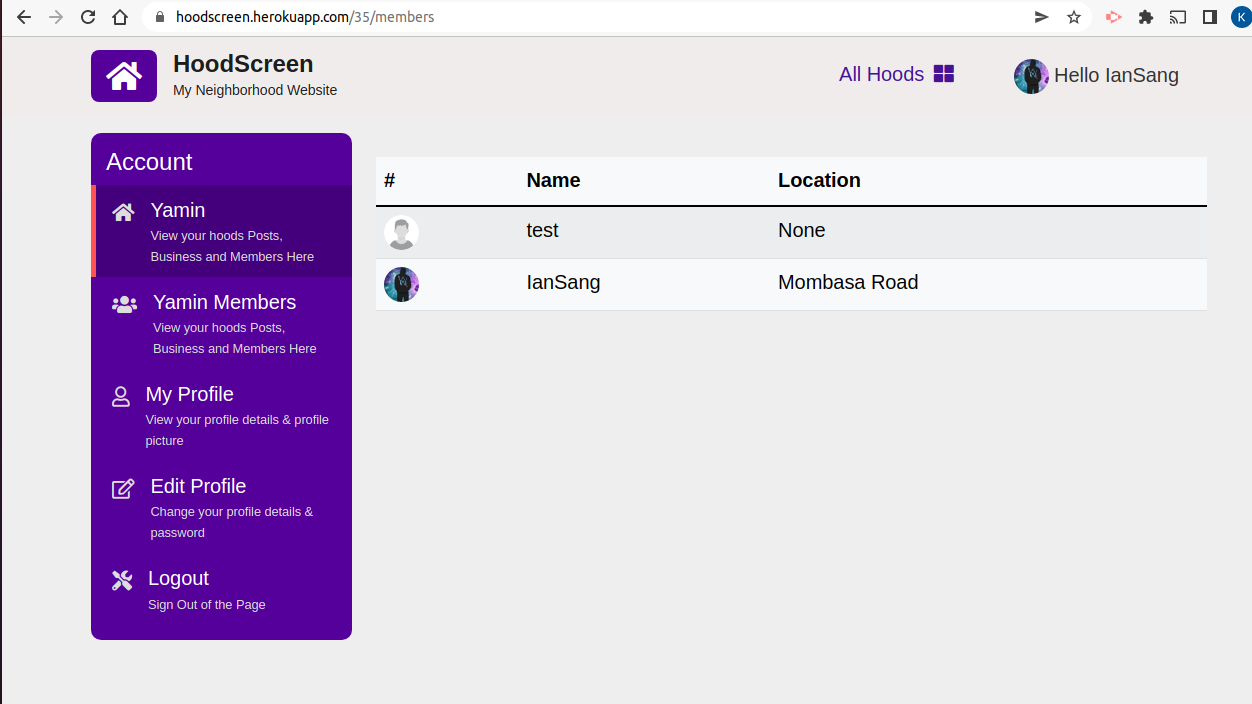 hoodscreen.herokuapp.com/35/members
K
HoodScreen
My Neighborhood Website
All Hoods
Hello IanSang
Account
Yamin
View your hoods Posts,
Business and Members Here
Yamin Members
View your hoods Posts,
Business and Members Here
My Profile
View your profile details & profile
picture
Edit Profile
Change your profile details &
password
Logout
Sign Out of the Page
# Name Location
test None
IanSang Mombasa Road